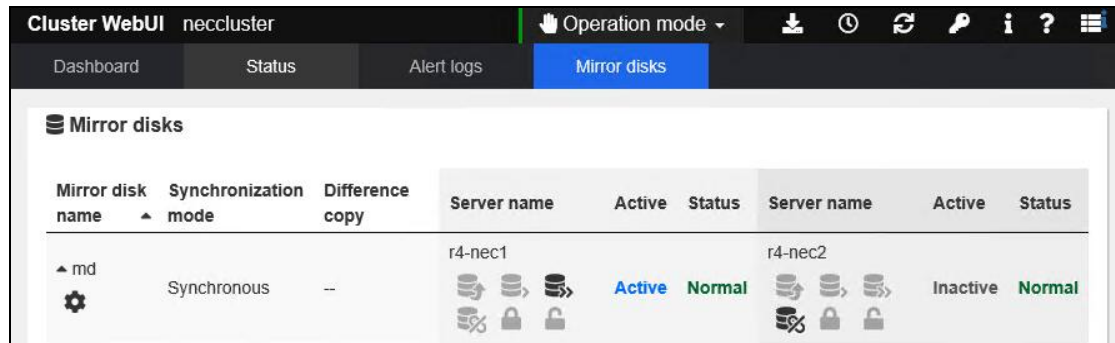 Cluster WebUI neccluster Operation mode i ?
Dashboard Status Alert logs Mirror disks
Mirror disks
Mirror disk name Synchronization mode Difference copy Server name Active Status Server name Active Status
r4-nec1 r4-nec2
md Synchronous -- Active Normal Inactive Normal